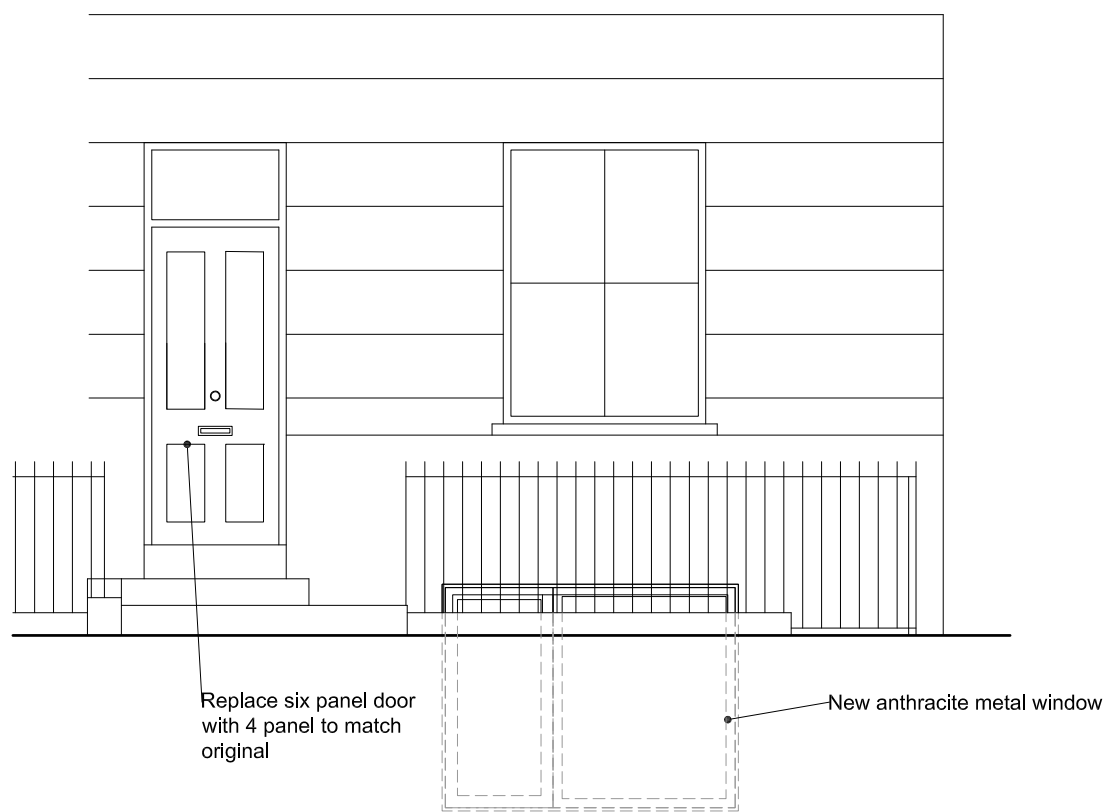 Replace six panel door
with 4 panel to match
original
New anthracite metal window